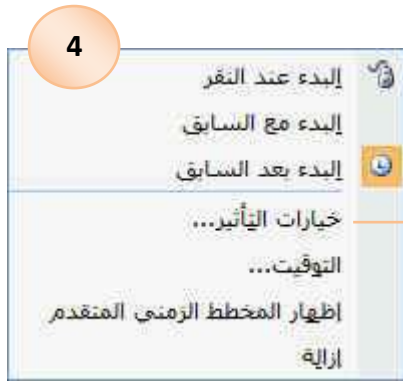 4
البدء عند النقر
البدء مع السابق
البدء بعد السابق
خيارات التأثير...
التوقيت...
إظهار المخطط الزمني المتقدم
إزالة